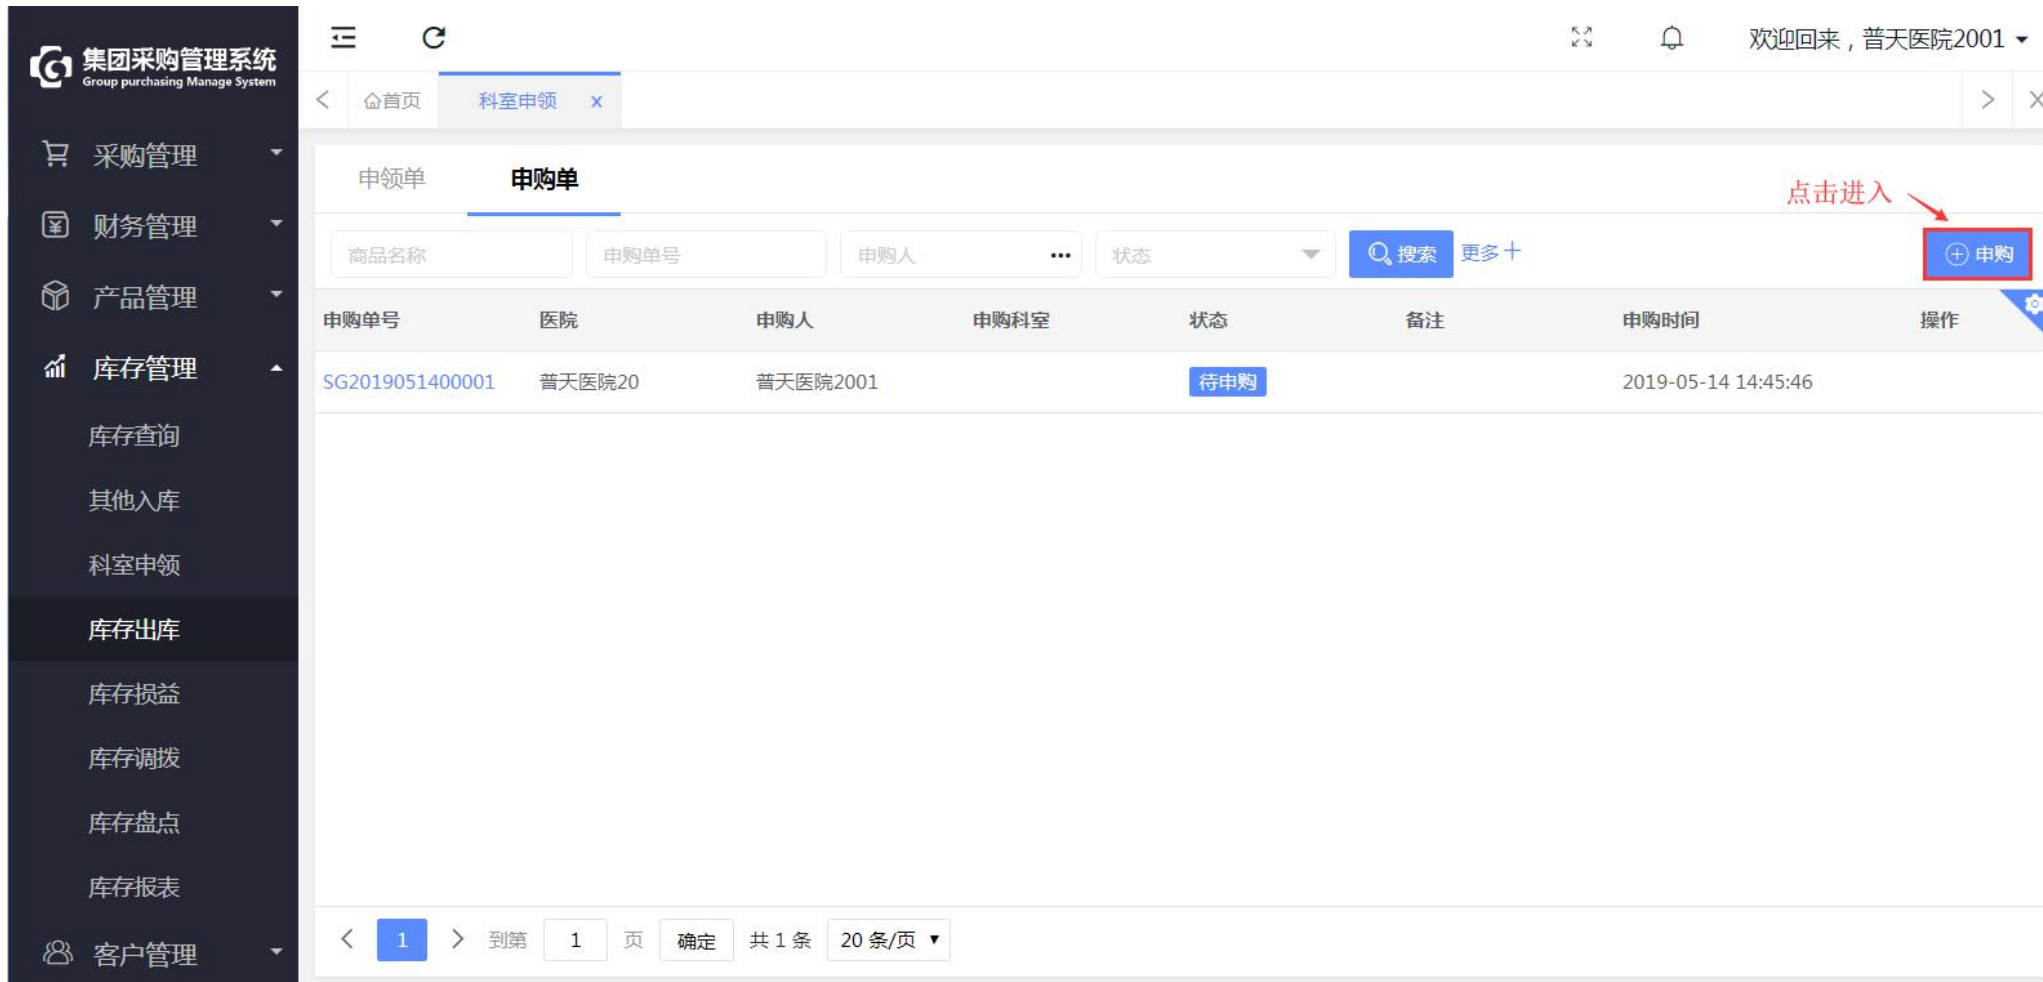 集团采购管理系统
Group purchasing Manage System
欢迎回来，普天医院2001
首页 科室申领 x
采购管理
财务管理
产品管理
库存管理
库存查询
其他入库
科室申领
库存出库
库存损益
库存调拨
库存盘点
库存报表
客户管理
申领单 申购单
点击进入
商品名称 申购单号 申购人 ••• 状态 搜索 更多+ 申购
申购单号 医院 申购人 申购科室 状态 备注 申购时间 操作
SG2019051400001 普天医院20 普天医院2001 待申购 2019-05-14 14:45:46
1 到第 1 页 确定 共 1 条 20 条/页